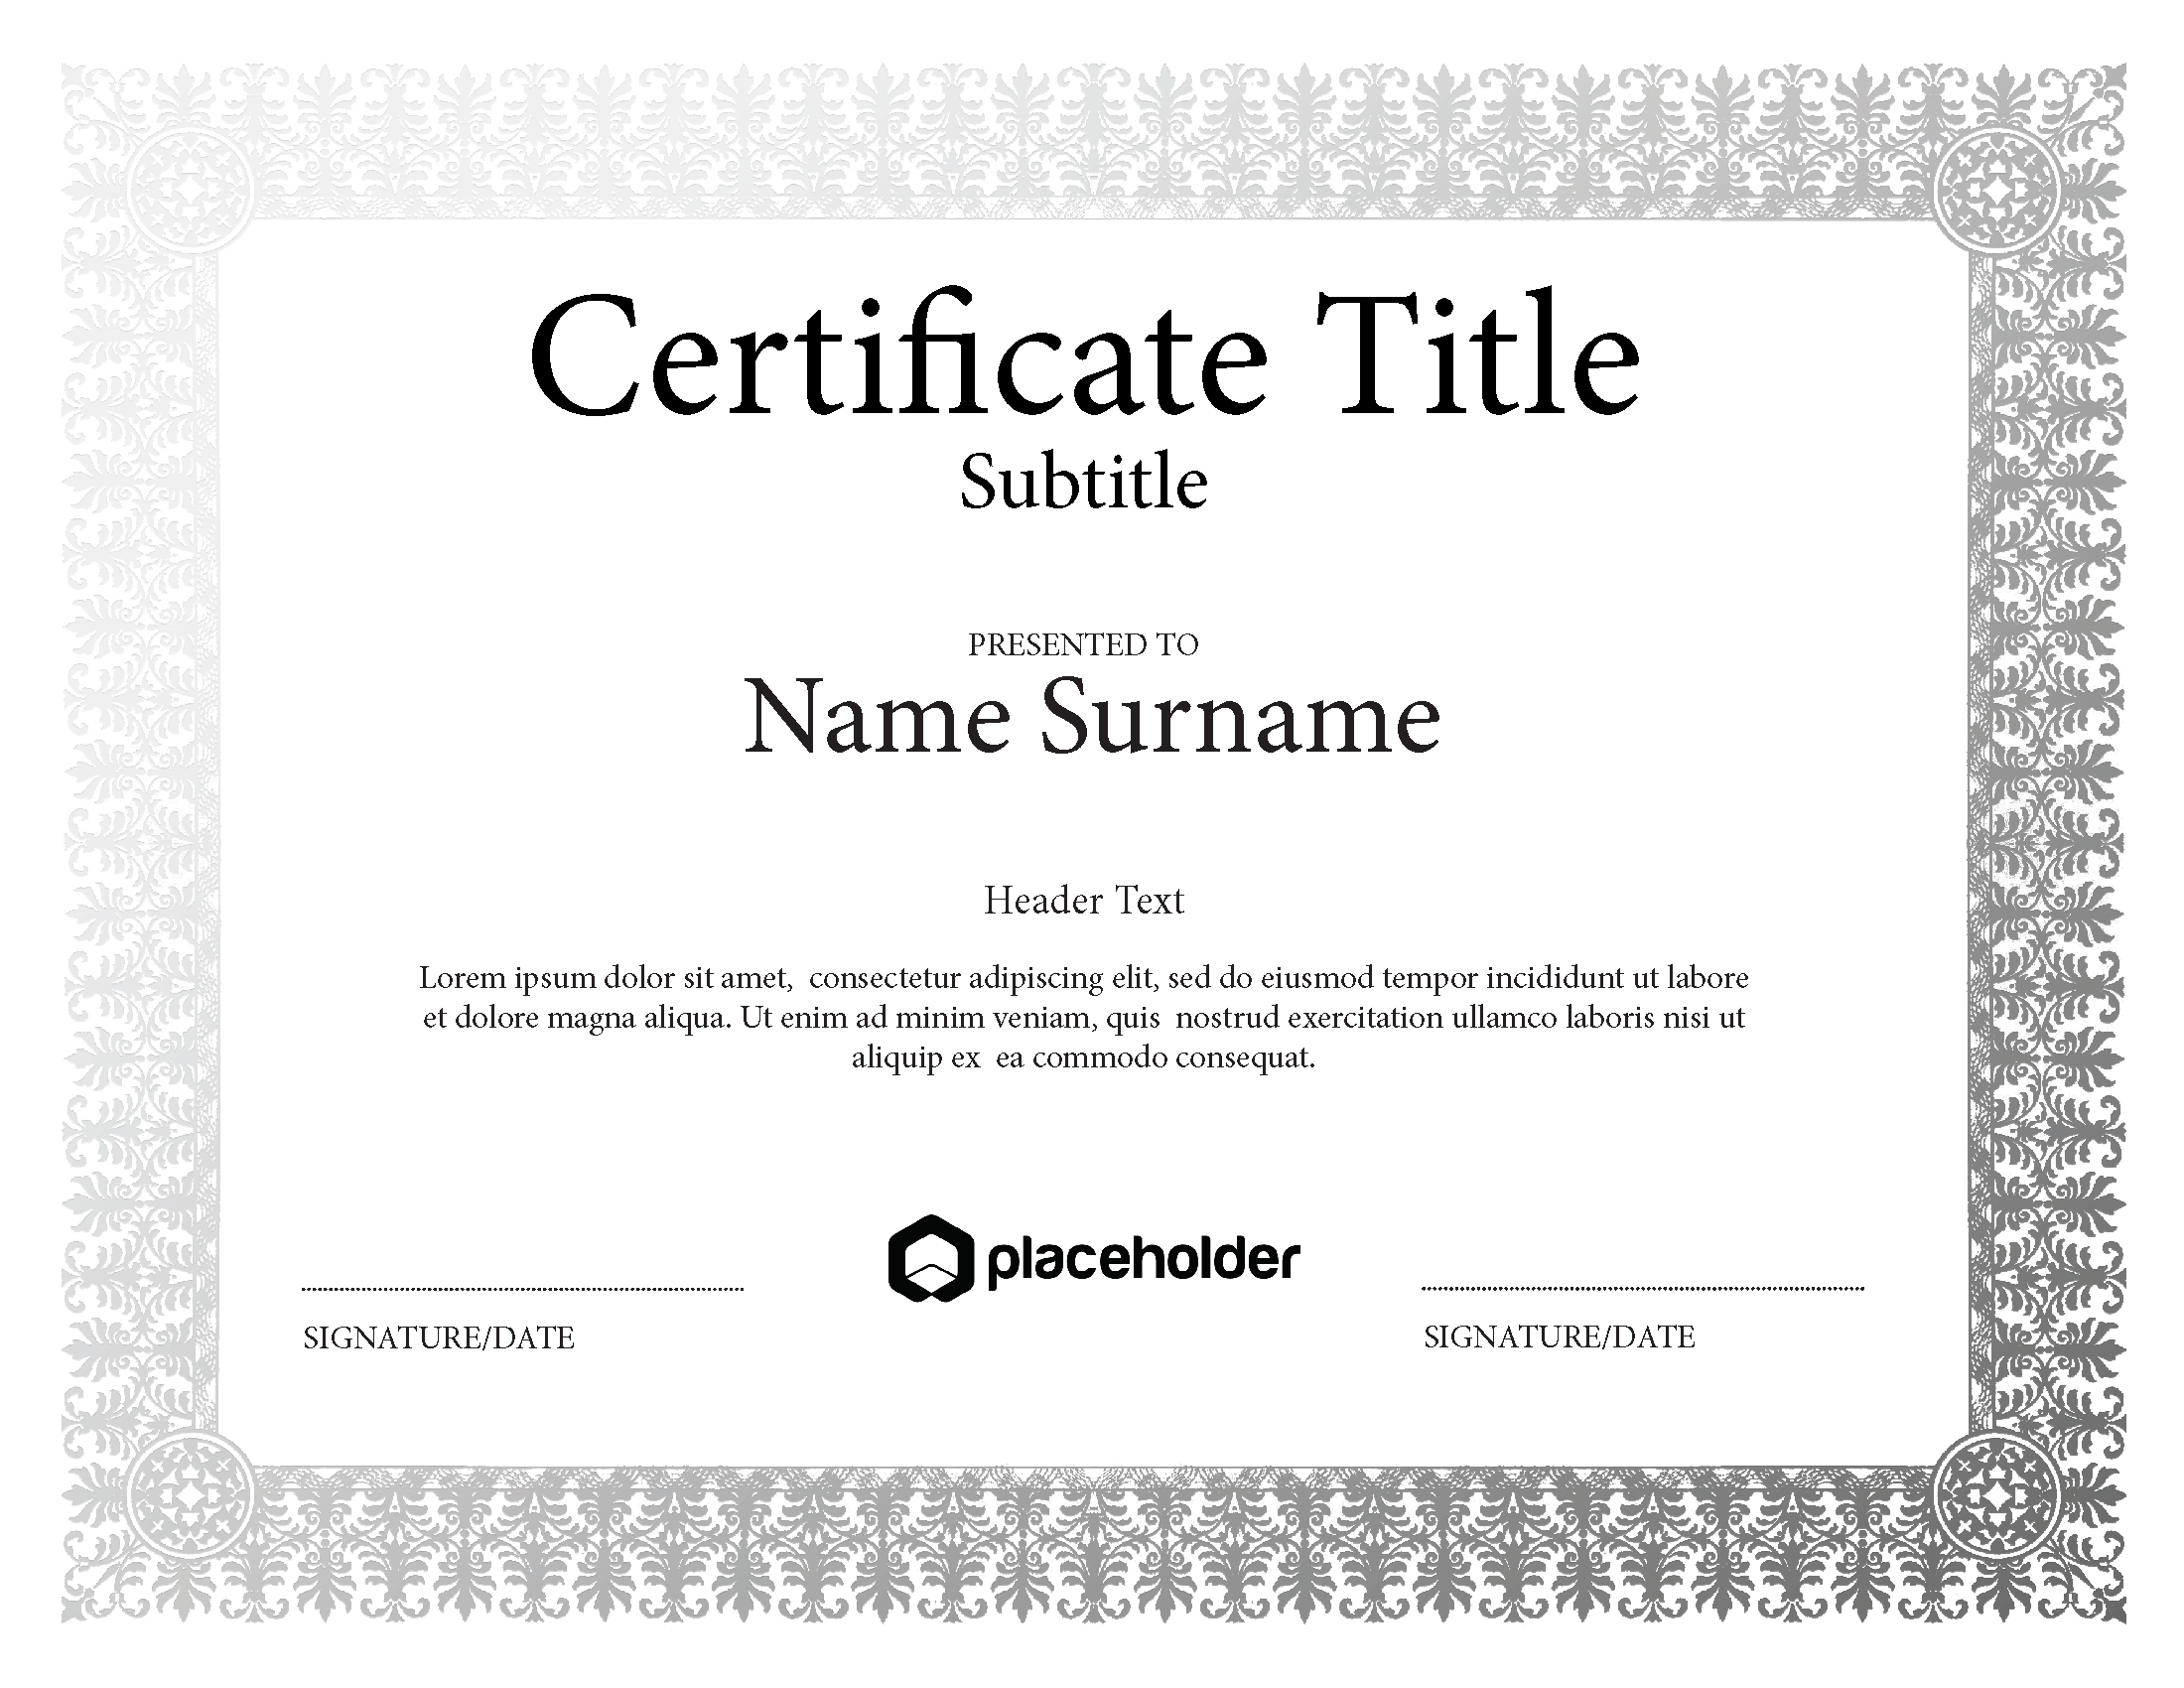 Certificate Title
Subtitle
PRESENTED TO
Name Surname
Header Text
Lorem ipsum dolor sit amet,  consectetur adipiscing elit, sed do eiusmod tempor incididunt ut labore
et dolore magna aliqua. Ut enim ad minim veniam, quis  nostrud exercitation ullamco laboris nisi ut
aliquip ex  ea commodo consequat.
placeholder
SIGNATURE/DATE
SIGNATURE/DATE